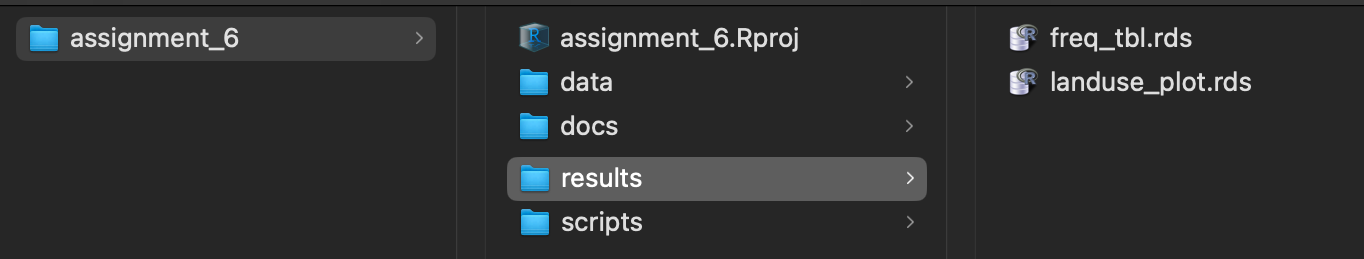 assignment_6
assignment_6.Rproj
data
docs
results
scripts
freq_tbl.rds
landuse_plot.rds